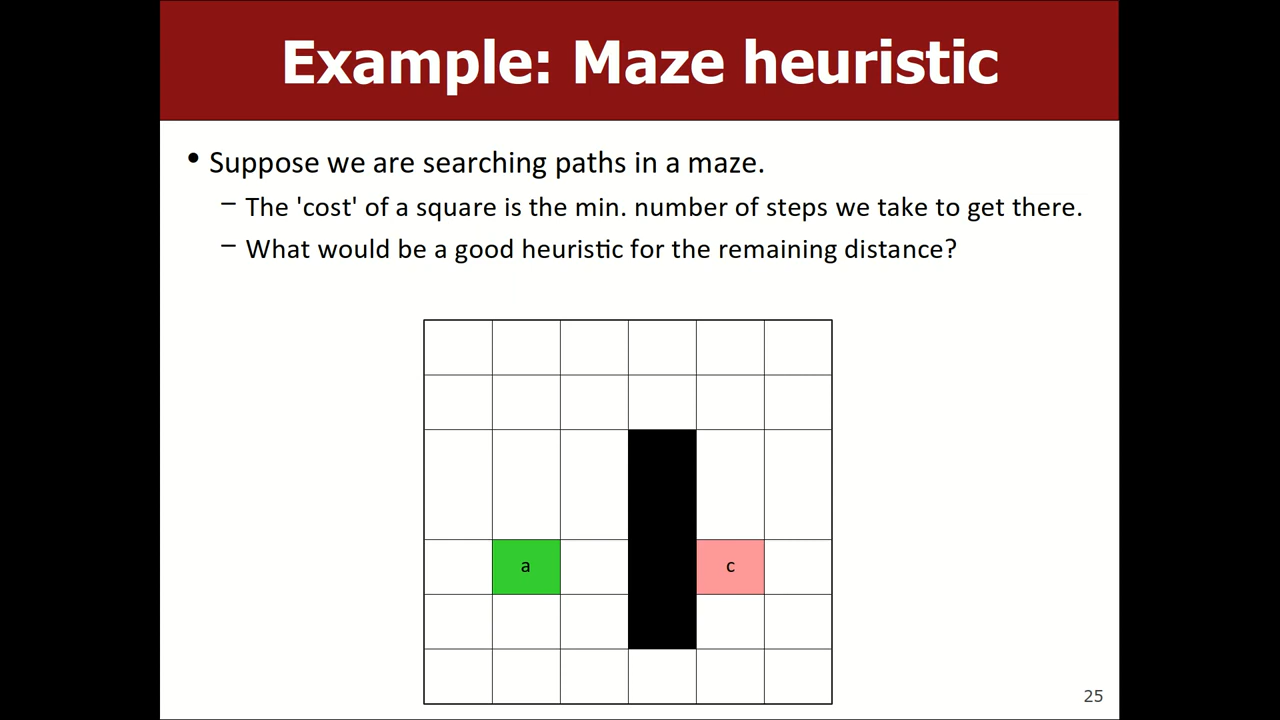 Example: Maze heuristic
• Suppose we are searching paths in a maze.
– The 'cost' of a square is the min. number of steps we take to get there.
– What would be a good heuristic for the remaining distance?
a
c
25